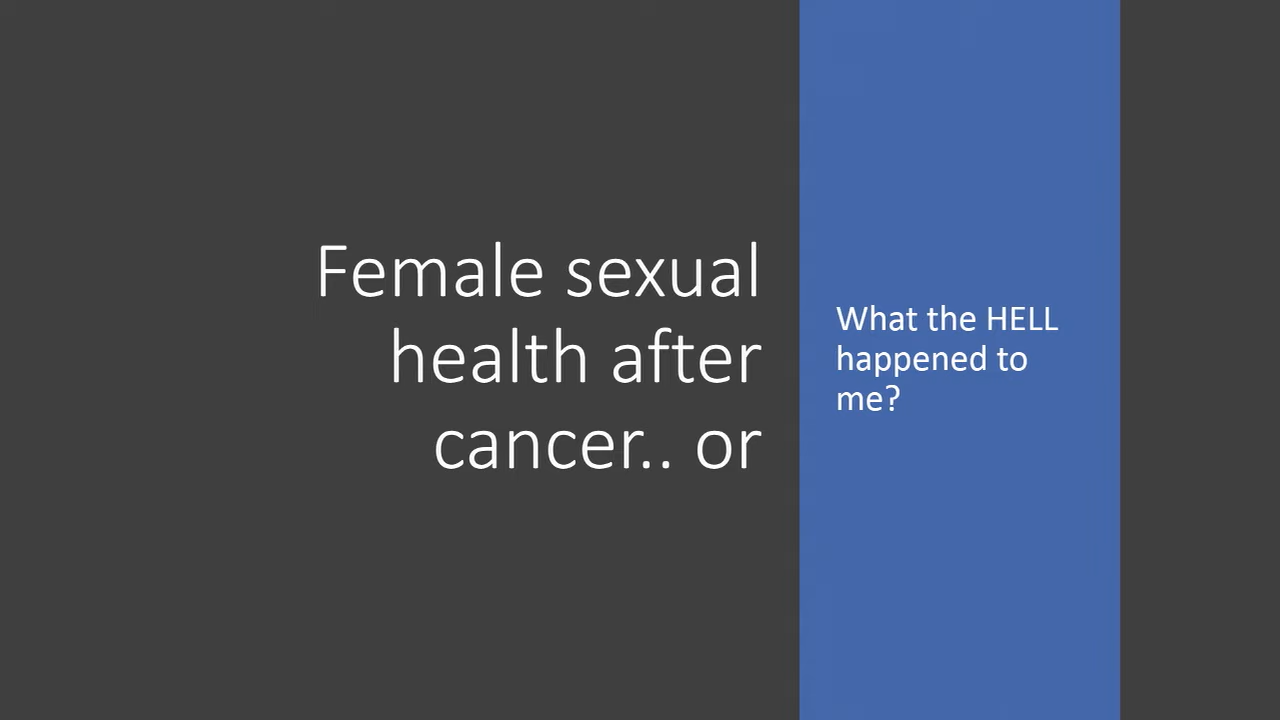 Female sexual
health after
cancer.. or
What the HELL
happened to
me?